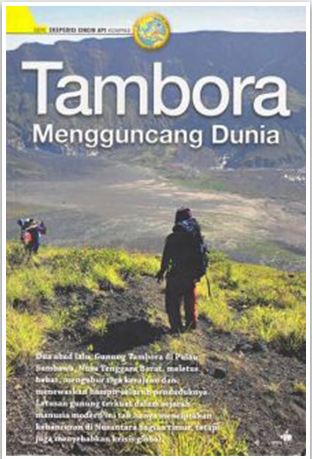 SERI EKSPEDISI CINCIN API KOMPAS
Tambora
Mengguncang Dunia
Dua abad lalu, Gunung Tambora di Pulau
Sumbawa, Nusa Tenggara Barat, meletus
hebat, mengubur tiga kerajaan dan
menewaskan hampir seluruh penduduknya.
Letusan gunung terkuat dalam sejarah
manusia modern ini tak hanya menciptakan
kehancuran di Nusantara bagian timur, tetapi
juga menyebabkan krisis global.